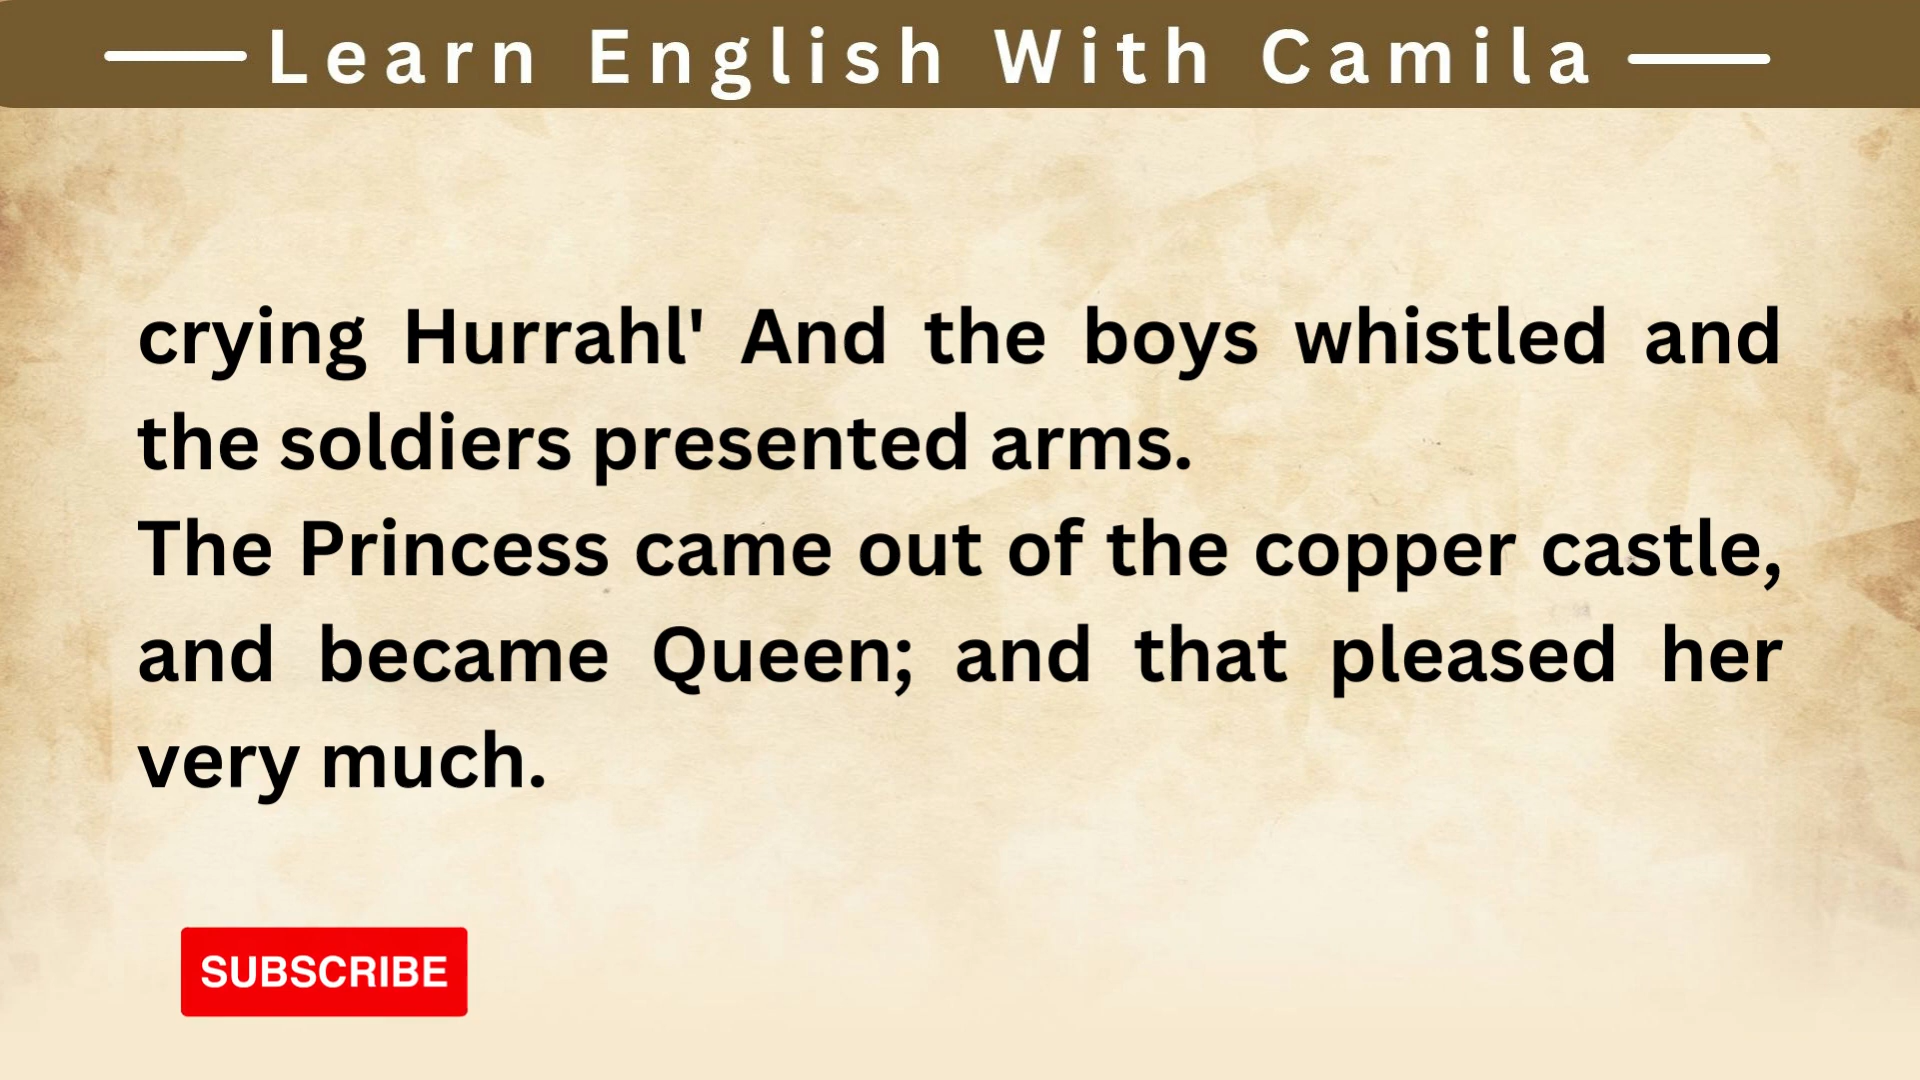 Learn English With Camila
crying Hurrahl' And the boys whistled and
the soldiers presented arms.
The Princess came out of the copper castle,
and became Queen; and that pleased her
very much.
SUBSCRIBE